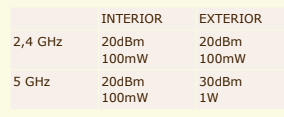 INTERIOR EXTERIOR
2,4 GHz 20dBm 20dBm
100mW 100mW
5 GHz 20dBm 30dBm
100mW 1W